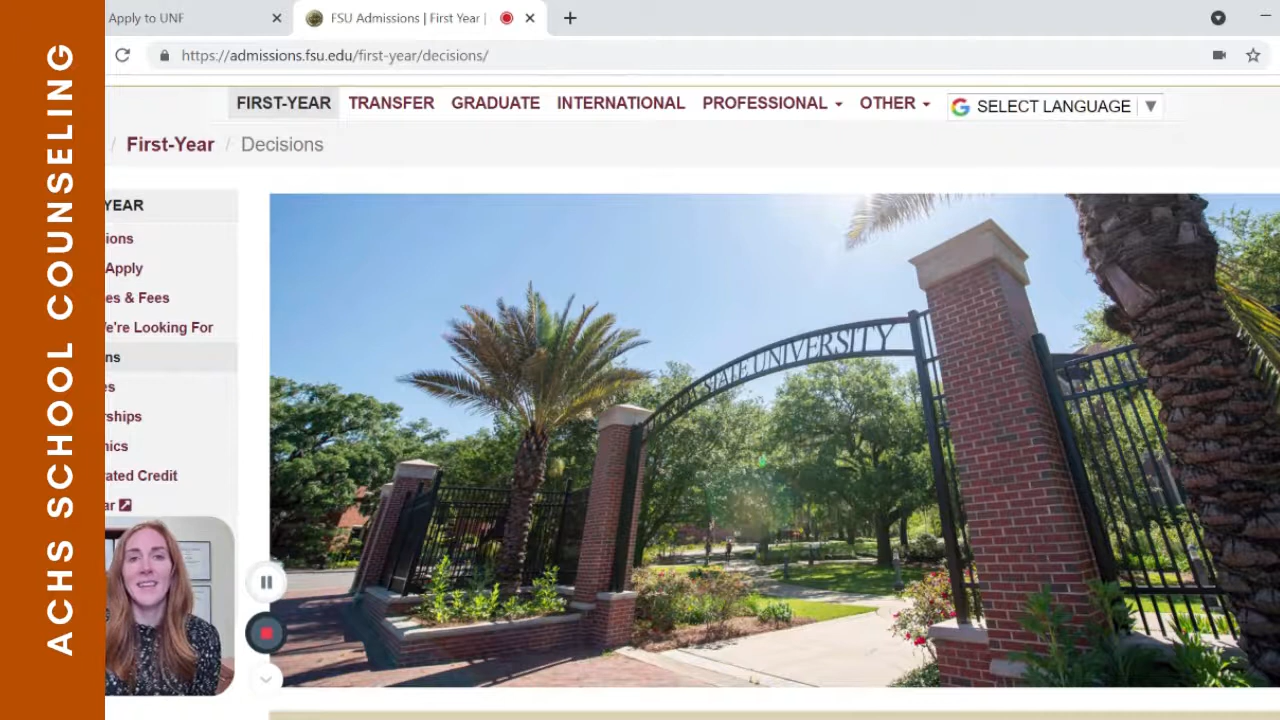 ACHS SCHOOL COUNSELING
Apply to UNF
FSU Admissions | First Year |
https://admissions.fsu.edu/first-year/decisions/
FIRST-YEAR TRANSFER GRADUATE INTERNATIONAL PROFESSIONAL OTHER SELECT LANGUAGE
/ First-Year / Decisions
YEAR
ions
Apply
es & Fees
e're Looking For
ns
es
rships
nics
ated Credit
ar
STATE UNIVERSITY